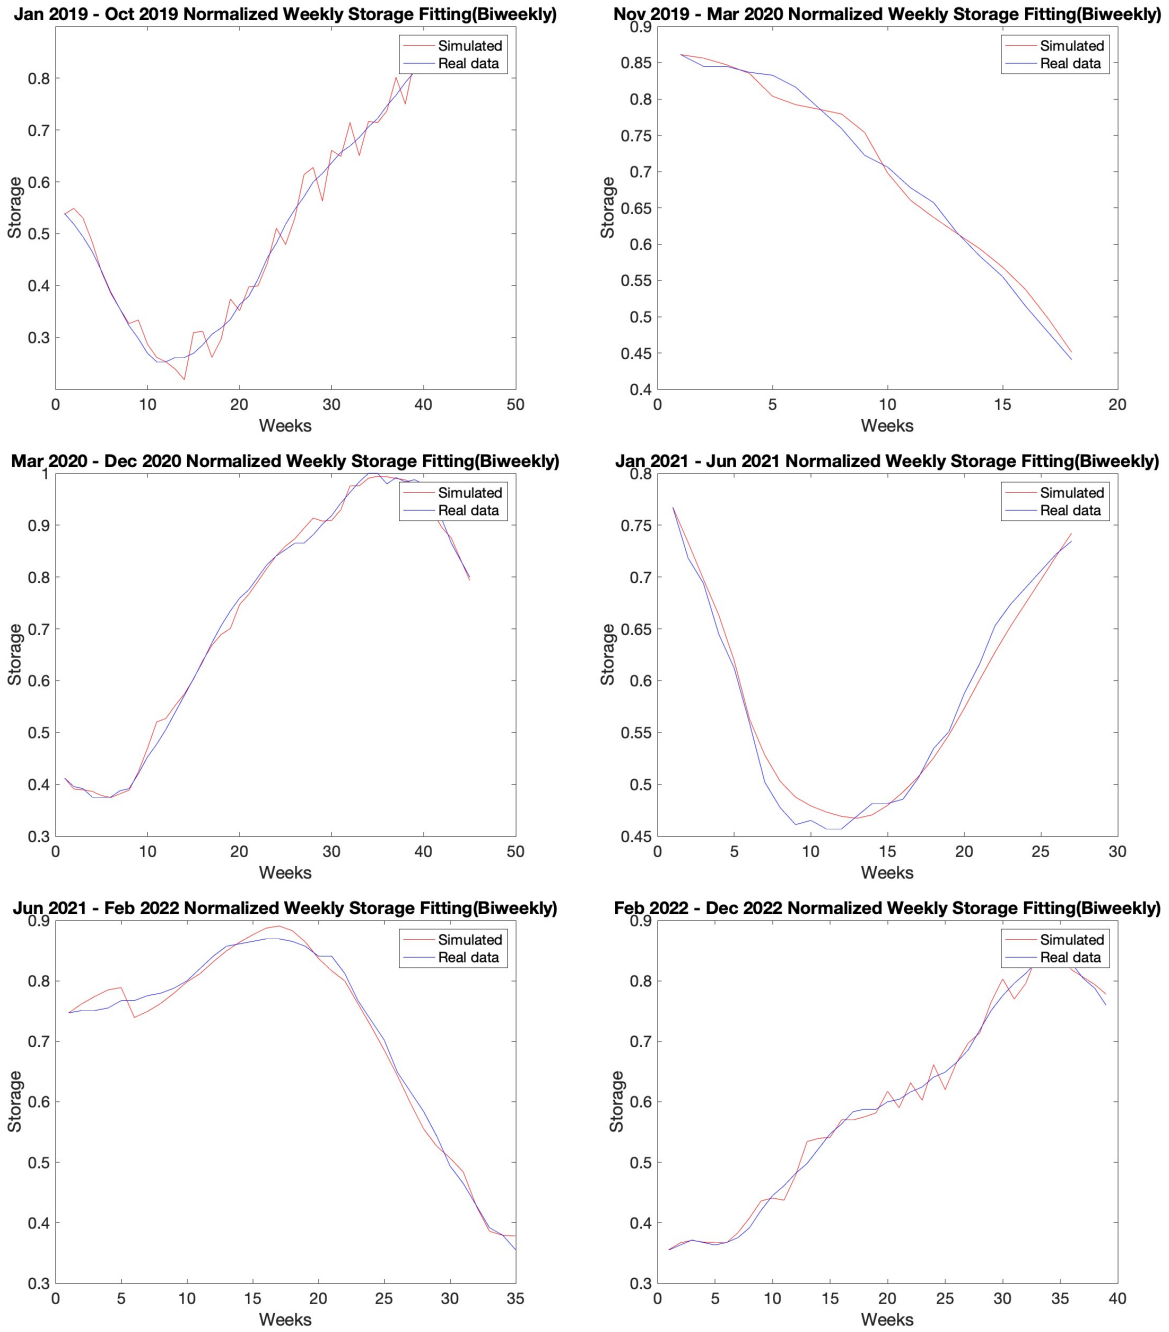 Jan 2019 - Oct 2019 Normalized Weekly Storage Fitting(Biweekly)
Simulated
Real data
0.8
0.7
0.6
0.5
0.4
0.3
Storage
0
10
20
30
40
50
Weeks
Nov 2019 - Mar 2020 Normalized Weekly Storage Fitting(Biweekly)
Simulated
Real data
0.9
0.85
0.8
0.75
0.7
0.65
0.6
0.55
0.5
0.45
0.4
Storage
0
5
10
15
20
Weeks
Mar 2020 - Dec 2020 Normalized Weekly Storage Fitting(Biweekly)
Simulated
Real data
1
0.9
0.8
0.7
0.6
0.5
0.4
0.3
Storage
0
10
20
30
40
50
Weeks
Jan 2021 - Jun 2021 Normalized Weekly Storage Fitting(Biweekly)
Simulated
Real data
0.8
0.75
0.7
0.65
0.6
0.55
0.5
0.45
Storage
0
5
10
15
20
25
30
Weeks
Jun 2021 - Feb 2022 Normalized Weekly Storage Fitting(Biweekly)
Simulated
Real data
0.9
0.8
0.7
0.6
0.5
0.4
0.3
Storage
0
5
10
15
20
25
30
35
Weeks
Feb 2022 - Dec 2022 Normalized Weekly Storage Fitting(Biweekly)
Simulated
Real data
0.9
0.8
0.7
0.6
0.5
0.4
0.3
Storage
0
5
10
15
20
25
30
35
40
Weeks